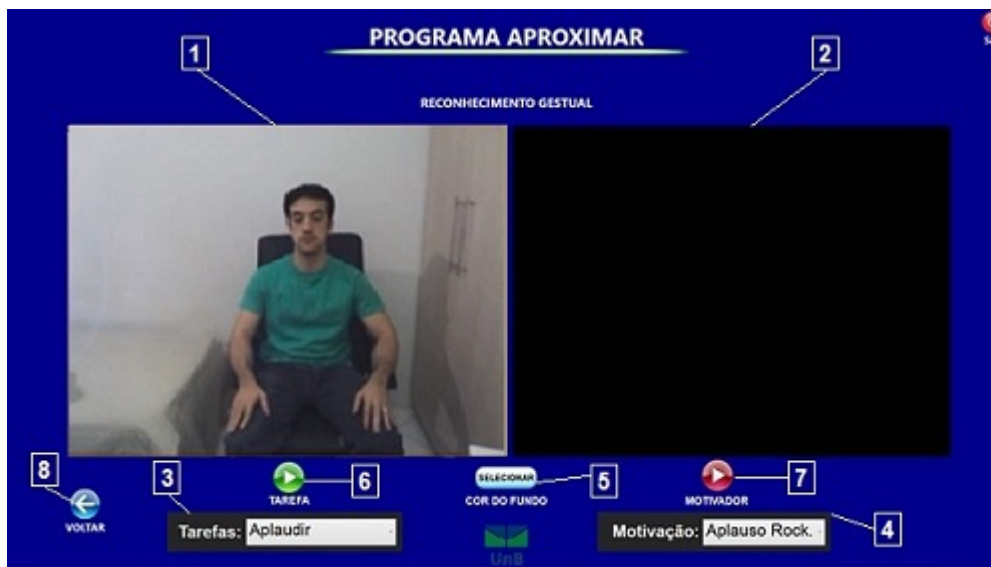 PROGRAMA APROXIMAR
1
2
RECONHECIMENTO GESTUAL
8
3
6
5
7
4
TAREFA
SELECIONAR
COR DO FUNDO
MOTIVADOR
VOLTAR
Tarefas: Aplaudir
Motivação: Aplauso Rock.
UnB